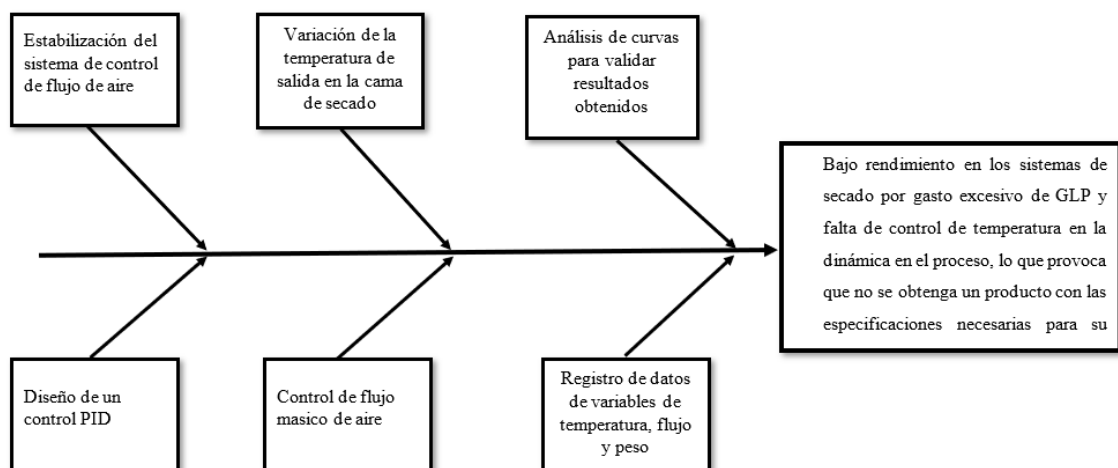 Estabilización del
sistema de control
de flujo de aire
Variación de la
temperatura de
salida en la cama
de secado
Análisis de curvas
para validar
resultados
obtenidos
Bajo rendimiento en los sistemas de
secado por gasto excesivo de GLP y
falta de control de temperatura en la
dinámica en el proceso, lo que provoca
que no se obtenga un producto con las
especificaciones necesarias para su
Diseño de un
control PID
Control de flujo
masico de aire
Registro de datos
de variables de
temperatura, flujo
y peso